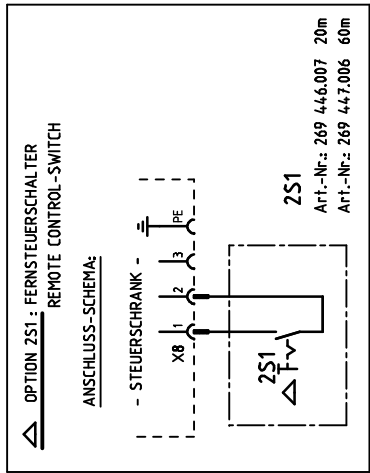 OPTION 2S1 : FERNSTEUERSCHALTER
REMOTE CONTROL-SWITCH
ANSCHLUSS-SCHEMA:
- STEUERSCHRANK -
X8 1 2 3 PE
2S1
2S1
Art.-Nr.: 269 446.007 20m
Art.-Nr.: 269 447.006 60m